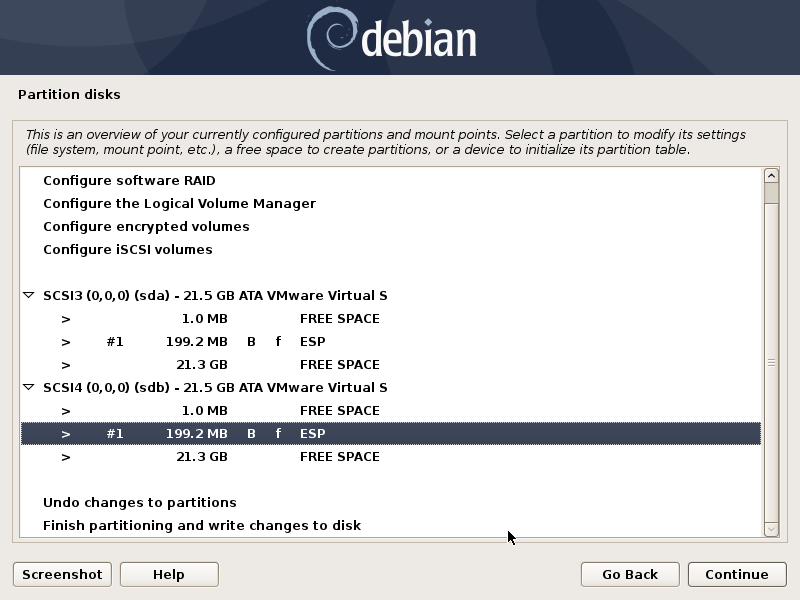 debian
Partition disks
This is an overview of your currently configured partitions and mount points. Select a partition to modify its settings
(file system, mount point, etc.), a free space to create partitions, or a device to initialize its partition table.
Configure software RAID
Configure the Logical Volume Manager
Configure encrypted volumes
Configure iSCSI volumes
SCSI3 (0,0,0) (sda) - 21.5 GB ATA VMware Virtual S
> 1.0 MB FREE SPACE
> #1 199.2 MB B f ESP
> 21.3 GB FREE SPACE
SCSI4 (0,0,0) (sdb) - 21.5 GB ATA VMware Virtual S
> 1.0 MB FREE SPACE
> #1 199.2 MB B f ESP
> 21.3 GB FREE SPACE
Undo changes to partitions
Finish partitioning and write changes to disk
Screenshot Help Go Back Continue